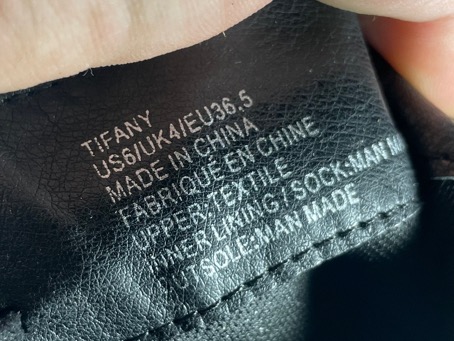 TIFANY
US6/UK4/EU36.5
MADE IN CHINA
FABRIQUÉ EN CHINE
UPPER:TEXTILE
INNER LINING/SOCK:MAN M
OUTSOLE:MAN MADE